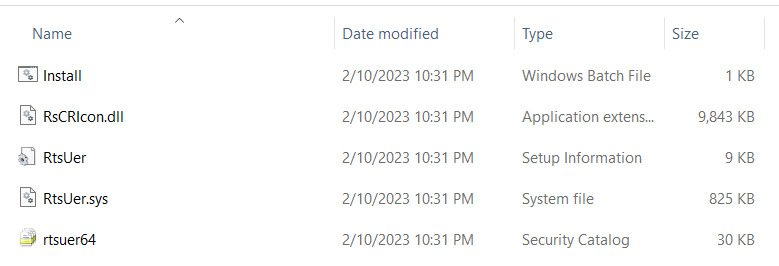 Name Date modified Type Size
Install 2/10/2023 10:31 PM Windows Batch File 1 KB
RsCRIcon.dll 2/10/2023 10:31 PM Application extens... 9,843 KB
RtsUer 2/10/2023 10:31 PM Setup Information 9 KB
RtsUer.sys 2/10/2023 10:31 PM System file 825 KB
rtsuer64 2/10/2023 10:31 PM Security Catalog 30 KB